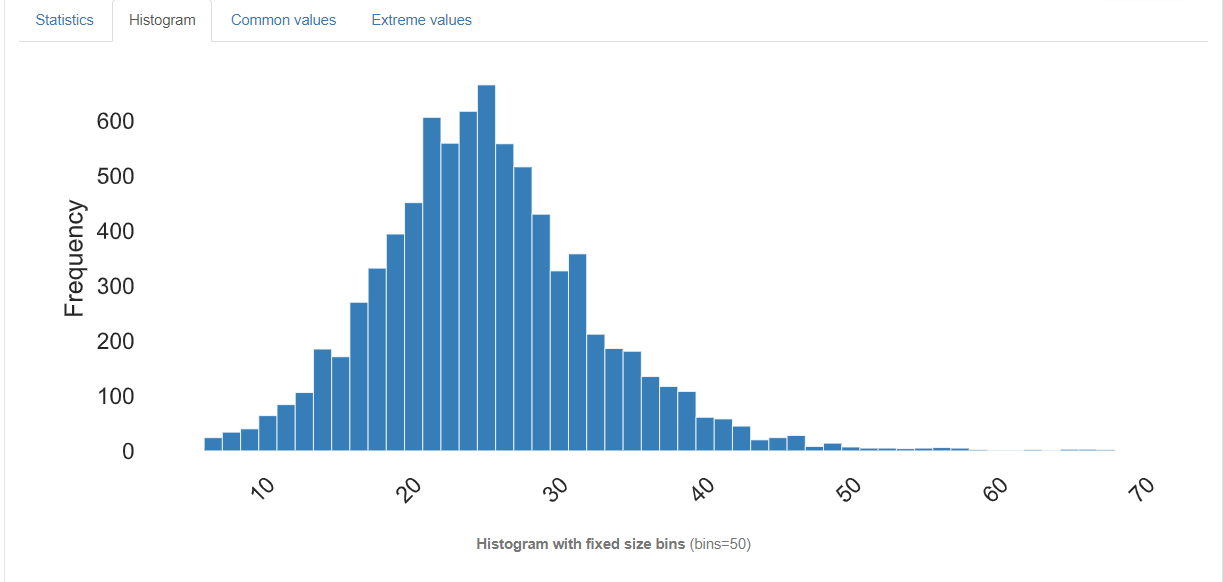 Statistics Histogram Common values Extreme values
600
500
400
300
200
100
0
Frequency
10 20 30 40 50 60 70
Histogram with fixed size bins (bins=50)